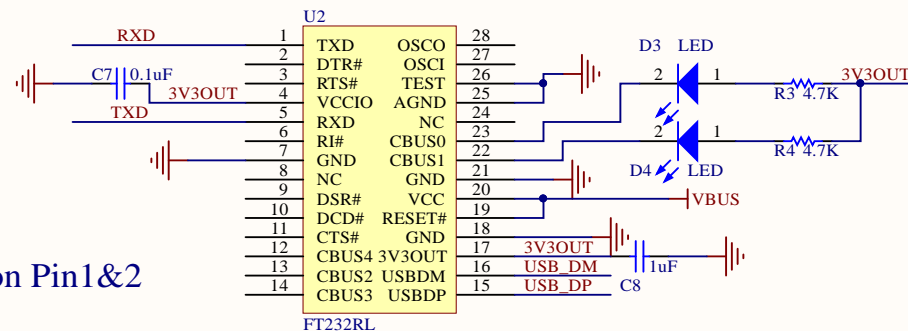 U2
RXD 1 TXD OSCO 28
2 DTR# OSCI 27
3 RTS# TEST 26
C7 0.1uF 3V3OUT 4 VCCIO AGND 25
TXD 5 RXD NC 24
6 RI# CBUS0 23
7 GND CBUS1 22
8 NC GND 21
9 DSR# VCC 20 VBUS
10 DCD# RESET# 19
11 CTS# GND 18
12 CBUS4 3V3OUT 17 3V3OUT
13 CBUS2 USBDM 16 USB_DM
14 CBUS3 USBDP 15 USB_DP
FT232RL
D3 LED
2 1 R3 4.7K 3V3OUT
2 1 R4 4.7K
D4 LED
1uF
C8
on Pin1&2